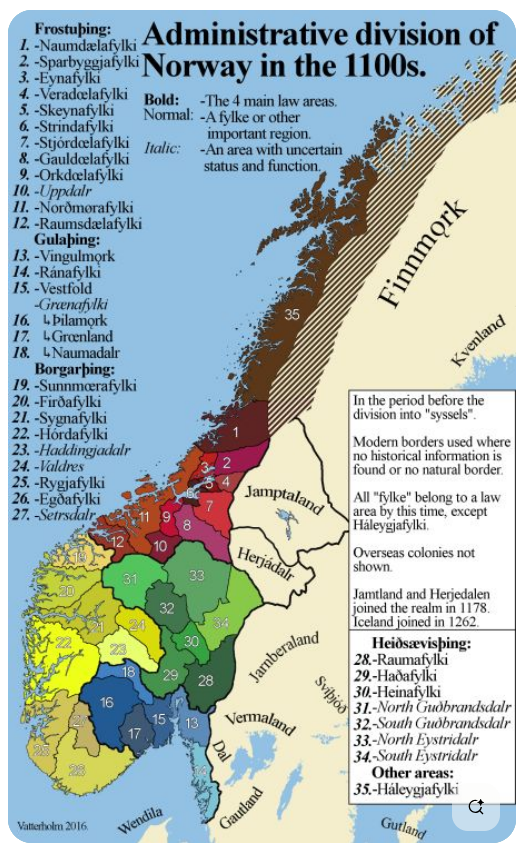 Administrative division of
Norway in the 1100s.
Frostuþing:
1. -Naumdælafylki
2. -Sparbyggjafylki
3. -Eynafylki
4. -Veradœlafylki
5. -Skeynafylki
6. -Strindafylki
7. -Stjórdœlafylki
8. -Gauldœlafylki
9. -Orkdœlafylki
10. -Uppdalr
11. -Norðmørafylki
12. -Raumsdælafylki
Gulaþing:
13. -Vingulmǫrk
14. -Ránafylki
15. -Vestfold
-Grænafylki
16. ↳Þilamǫrk
17. ↳Grœnland
18. ↳Naumadalr
Borgarþing:
19. -Sunnmœrafylki
20. -Firðafylki
21. -Sygnafylki
22. -Hórdafylki
23. -Haddingjadalr
24. -Valdres
25. -Rygjafylki
26. -Egðafylki
27. -Setrsdalr
Bold: -The 4 main law areas.
Normal: -A fylke or other
important region.
Italic: -An area with uncertain
status and function.
Finnmǫrk
Kvenland
35
1
2
3
4
5
6
7
8
9
10
11
12
Jamptaland
Herjádalr
19
20
21
22
23
24
31
32
33
34
30
29
28
18
16
17
15
13
14
25
27
26
Jarnberaland
Svíþjóð
Vermaland
Dal
Gautland
Gutland
Wendila
Vatterholm 2016.
In the period before the
division into "syssels".
Modern borders used where
no historical information is
found or no natural border.
All "fylke" belong to a law
area by this time, except
Háleygjafylki.
Overseas colonies not
shown.
Jamtland and Herjedalen
joined the realm in 1178.
Iceland joined in 1262.
Heiðsævisþing:
28.-Raumafylki
29.-Haðafylki
30.-Heinafylki
31.-North Guðbrandsdalr
32.-South Guðbrandsdalr
33.-North Eystridalr
34.-South Eystridalr
Other areas:
35.-Háleygjafylki